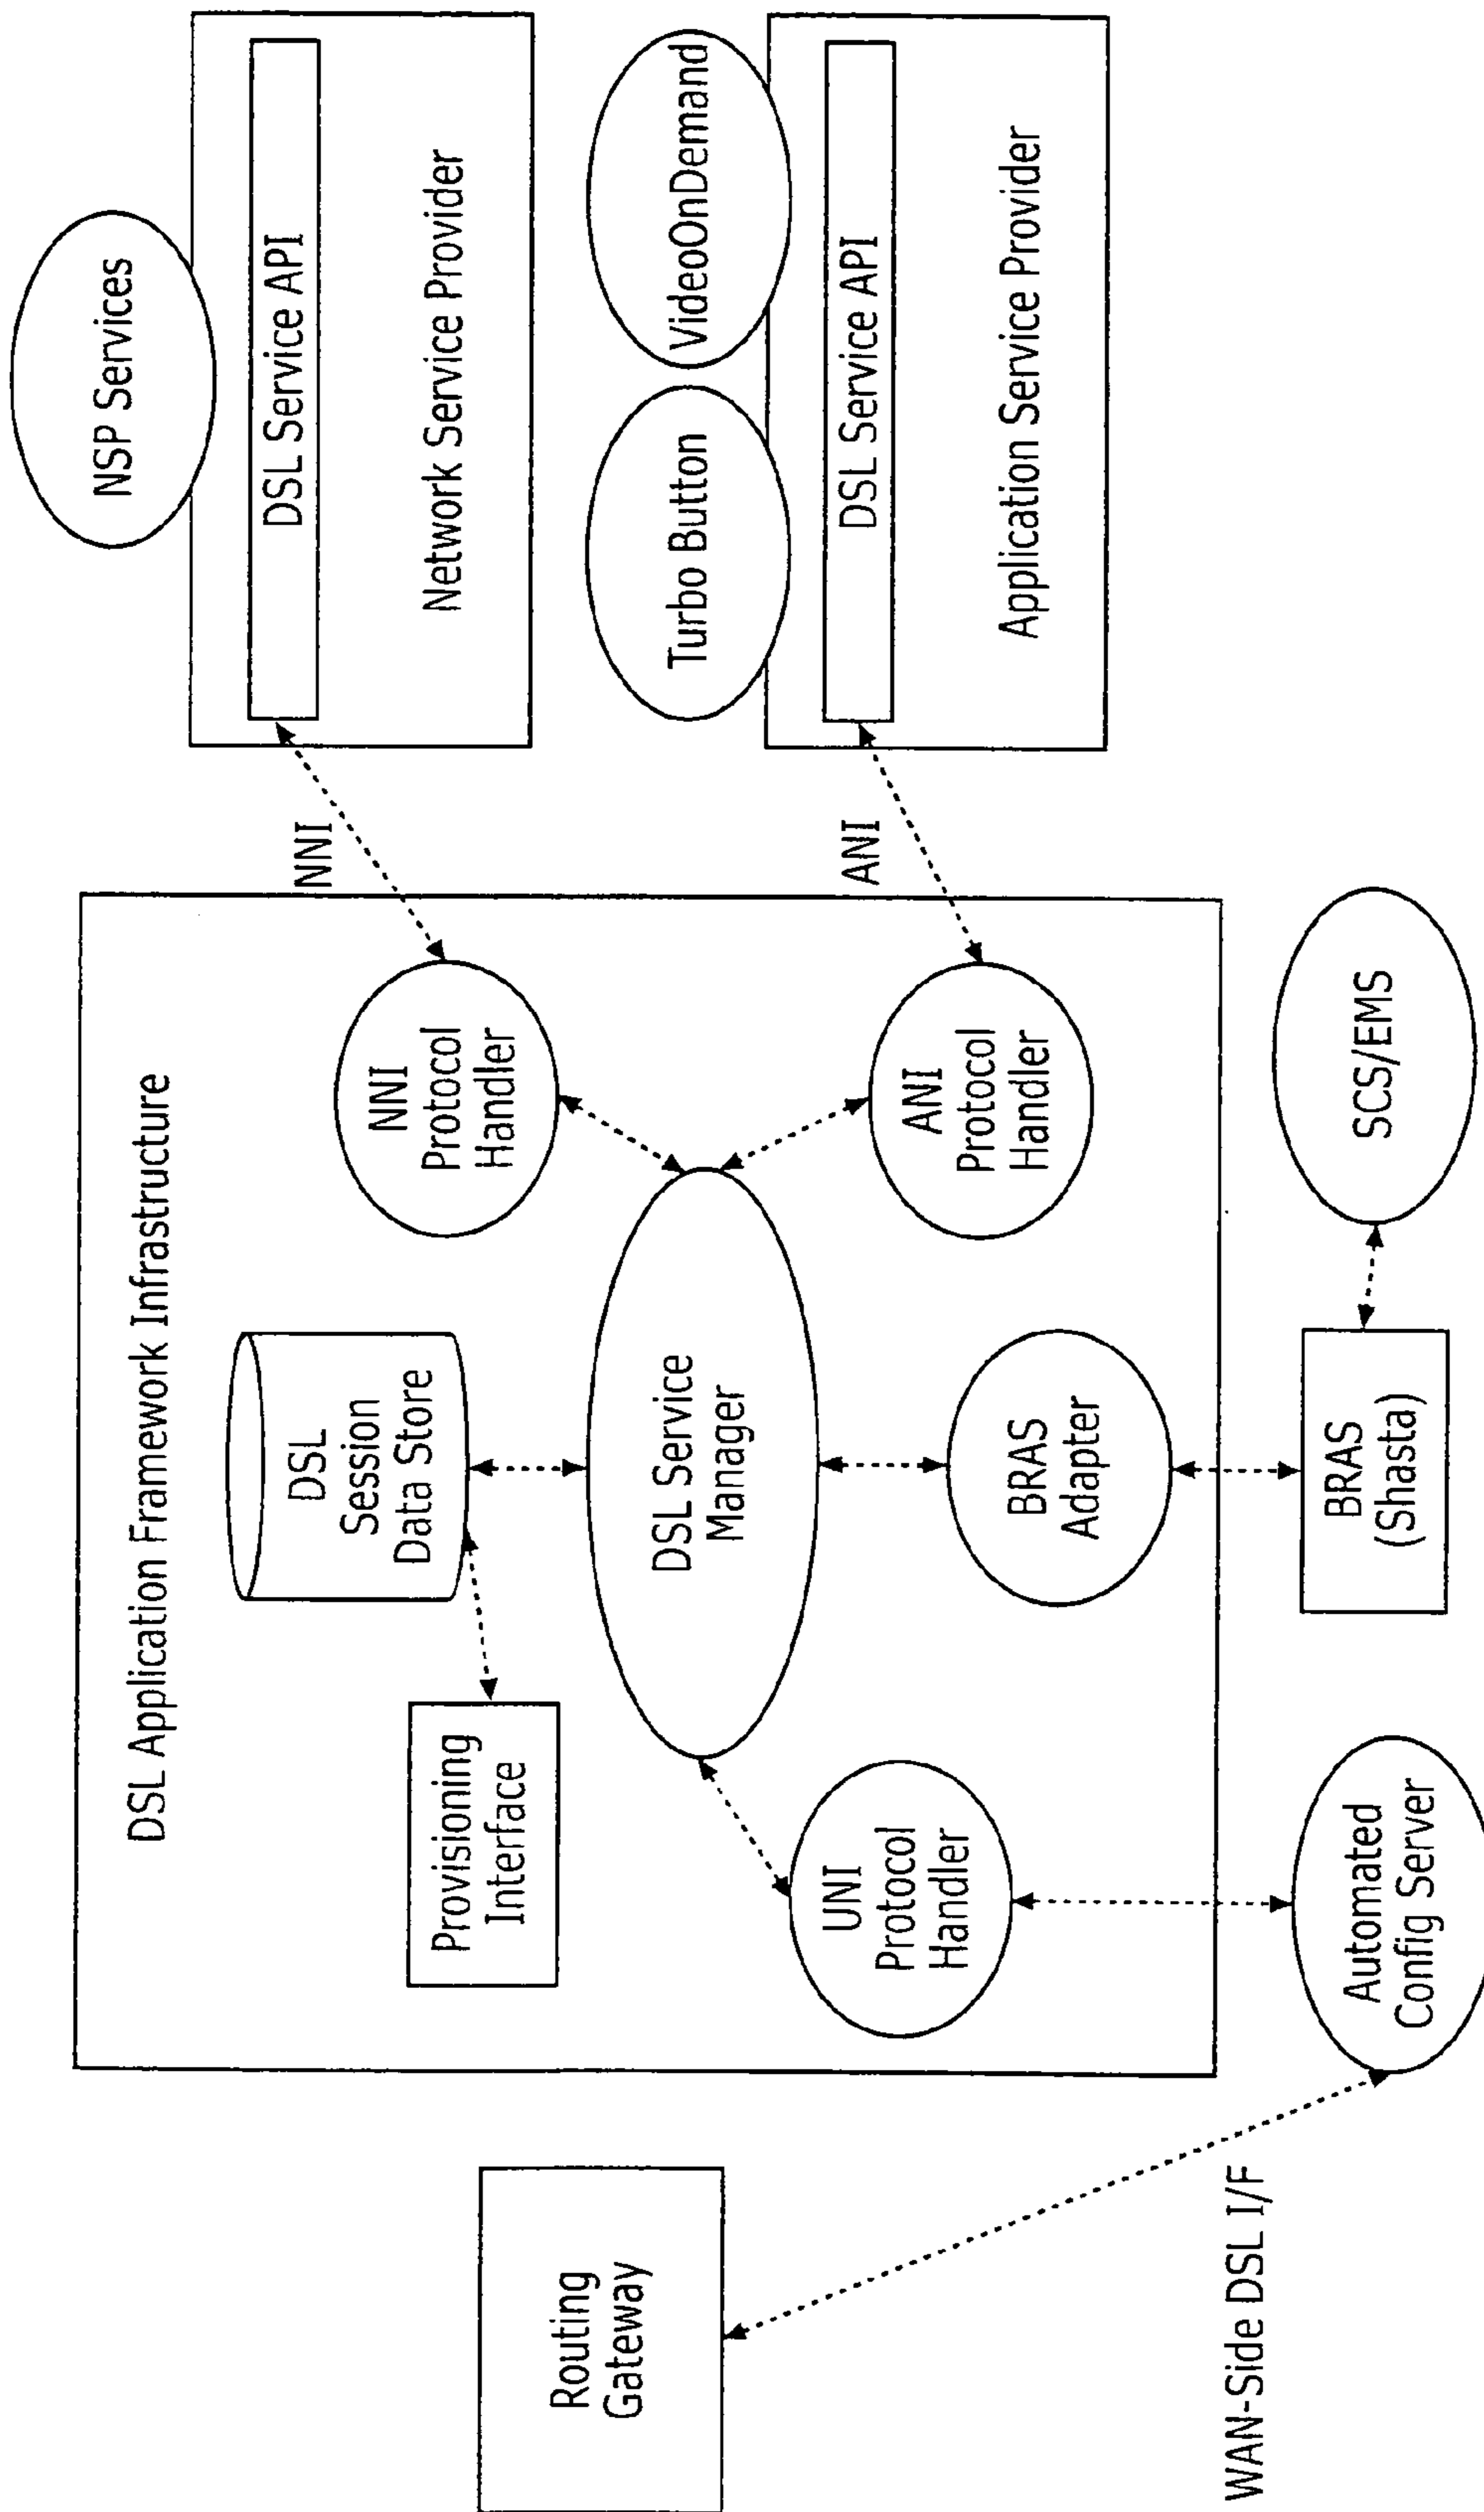 DSL Application Framework Infrastructure
NSP Services
DSL Service API
Network Service Provider
NNI
DSL
Session
Data Store
NNI
Protocol
Handler
Provisioning
Interface
Routing
Gateway
DSL Service
Manager
Turbo Button
VideoOnDemand
DSL Service API
Application Service Provider
ANI
UNI
Protocol
Handler
BRAS
Adapter
ANI
Protocol
Handler
WAN-Side DSL I/F
Automated
Config Server
BRAS
(Shasta)
SCS/EMS